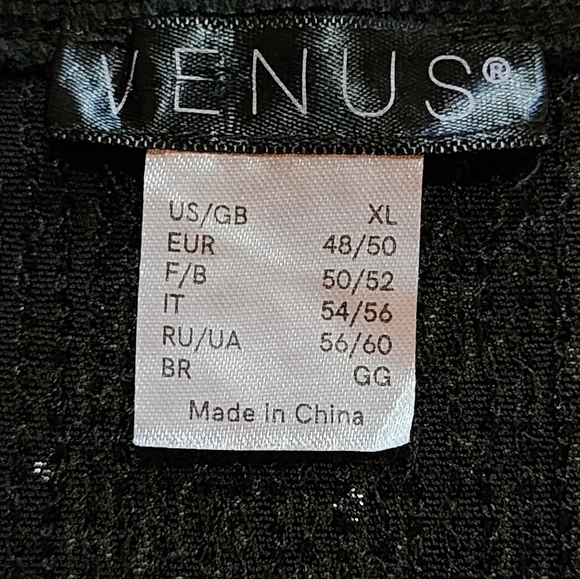 VENUS®
US/GB XL
EUR 48/50
F/B 50/52
IT 54/56
RU/UA 56/60
BR GG
Made in China